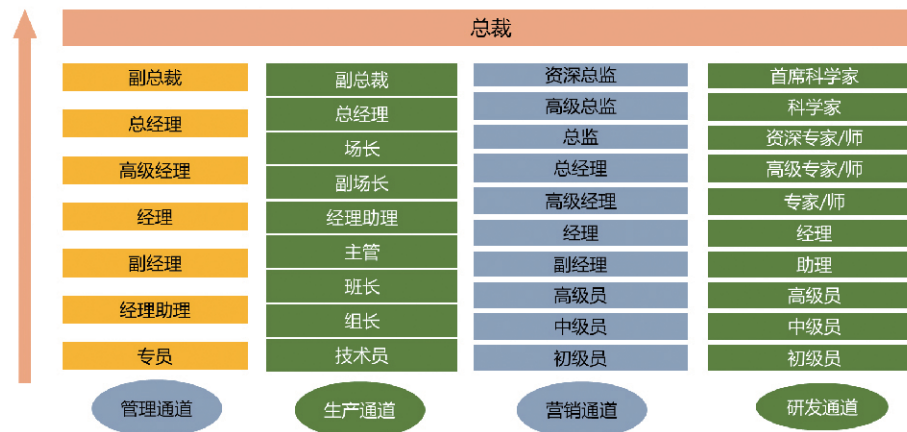 总裁
副总裁
总经理
高级经理
经理
副经理
经理助理
专员
管理通道
副总裁
总经理
场长
副场长
经理助理
主管
班长
组长
技术员
生产通道
资深总监
高级总监
总监
总经理
高级经理
经理
副经理
高级员
中级员
初级员
营销通道
首席科学家
科学家
资深专家/师
高级专家/师
专家/师
经理
助理
高级员
中级员
初级员
研发通道